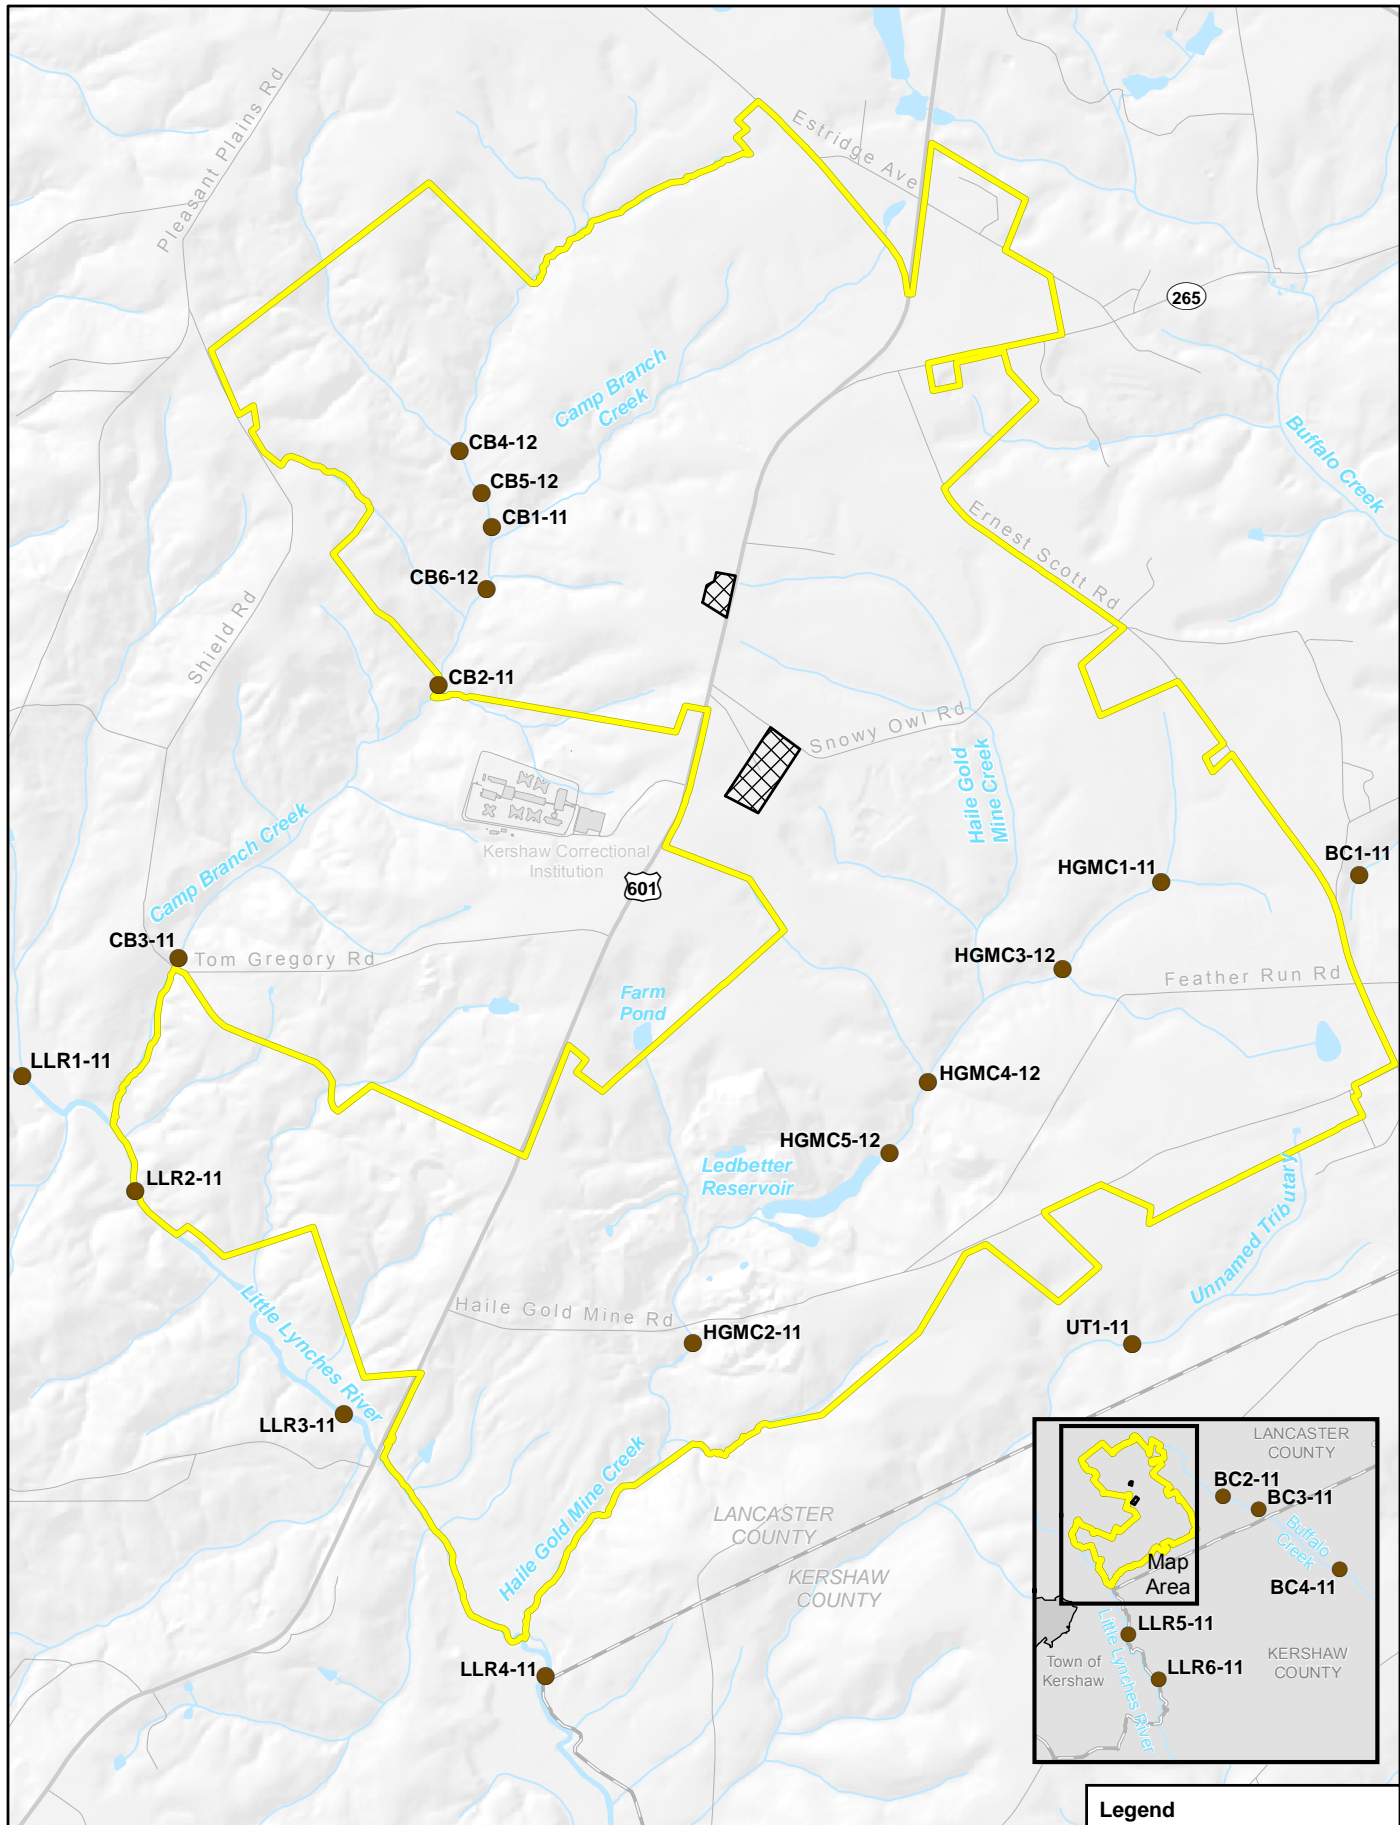 Pleasant Plains Rd
Estridge Ave
265
Camp Branch
Creek
Buffalo Creek
CB4-12
CB5-12
CB1-11
Ernest Scott Rd
CB6-12
Shield Rd
CB2-11
Snowy Owl Rd
Haile Gold
Mine Creek
Kershaw Correctional
Institution
601
BC1-11
HGMC1-11
Camp Branch Creek
CB3-11
Tom Gregory Rd
HGMC3-12
Feather Run Rd
Farm
Pond
LLR1-11
HGMC4-12
HGMC5-12
Ledbetter
Reservoir
LLR2-11
Unnamed Tributary
Little Lynches River
Haile Gold Mine Rd
HGMC2-11
UT1-11
LLR3-11
Haile Gold Mine Creek
LANCASTER
COUNTY
KERSHAW
COUNTY
LLR4-11
LANCASTER
COUNTY
BC2-11
BC3-11
Buffalo
Creek
Map
Area
BC4-11
LLR5-11
Town of
Kershaw
KERSHAW
COUNTY
LLR6-11
Little Lynches River
Legend